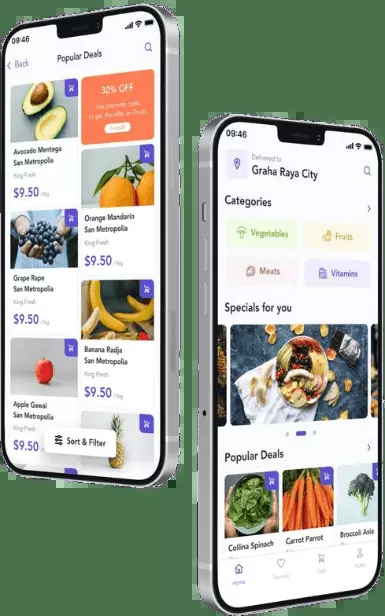 09:46
Back
Popular Deals
30% OFF
Use promote code
to get the offer on Fruits
Avocado Mentega
San Metropolia
King Fresh
$9.50 /kg
Orange Mandarin
San Metropolia
King Fresh
$9.50 /kg
Grape Rape
San Metropolia
King Fresh
$9.50 /kg
Banana Radja
San Metropolia
King Fresh
$9.50 /kg
Apple Gawai
San Metropolia
King Fresh
$9.50
Sort & Filter
09:46
Delivered to
Graha Raya City
Categories
Vegetables
Fruits
Meats
Vitamins
Specials for you
Popular Deals
Collina Spinach
Carrot Parrot
Broccoli Asia
Home
Favorite
Cart
Profile